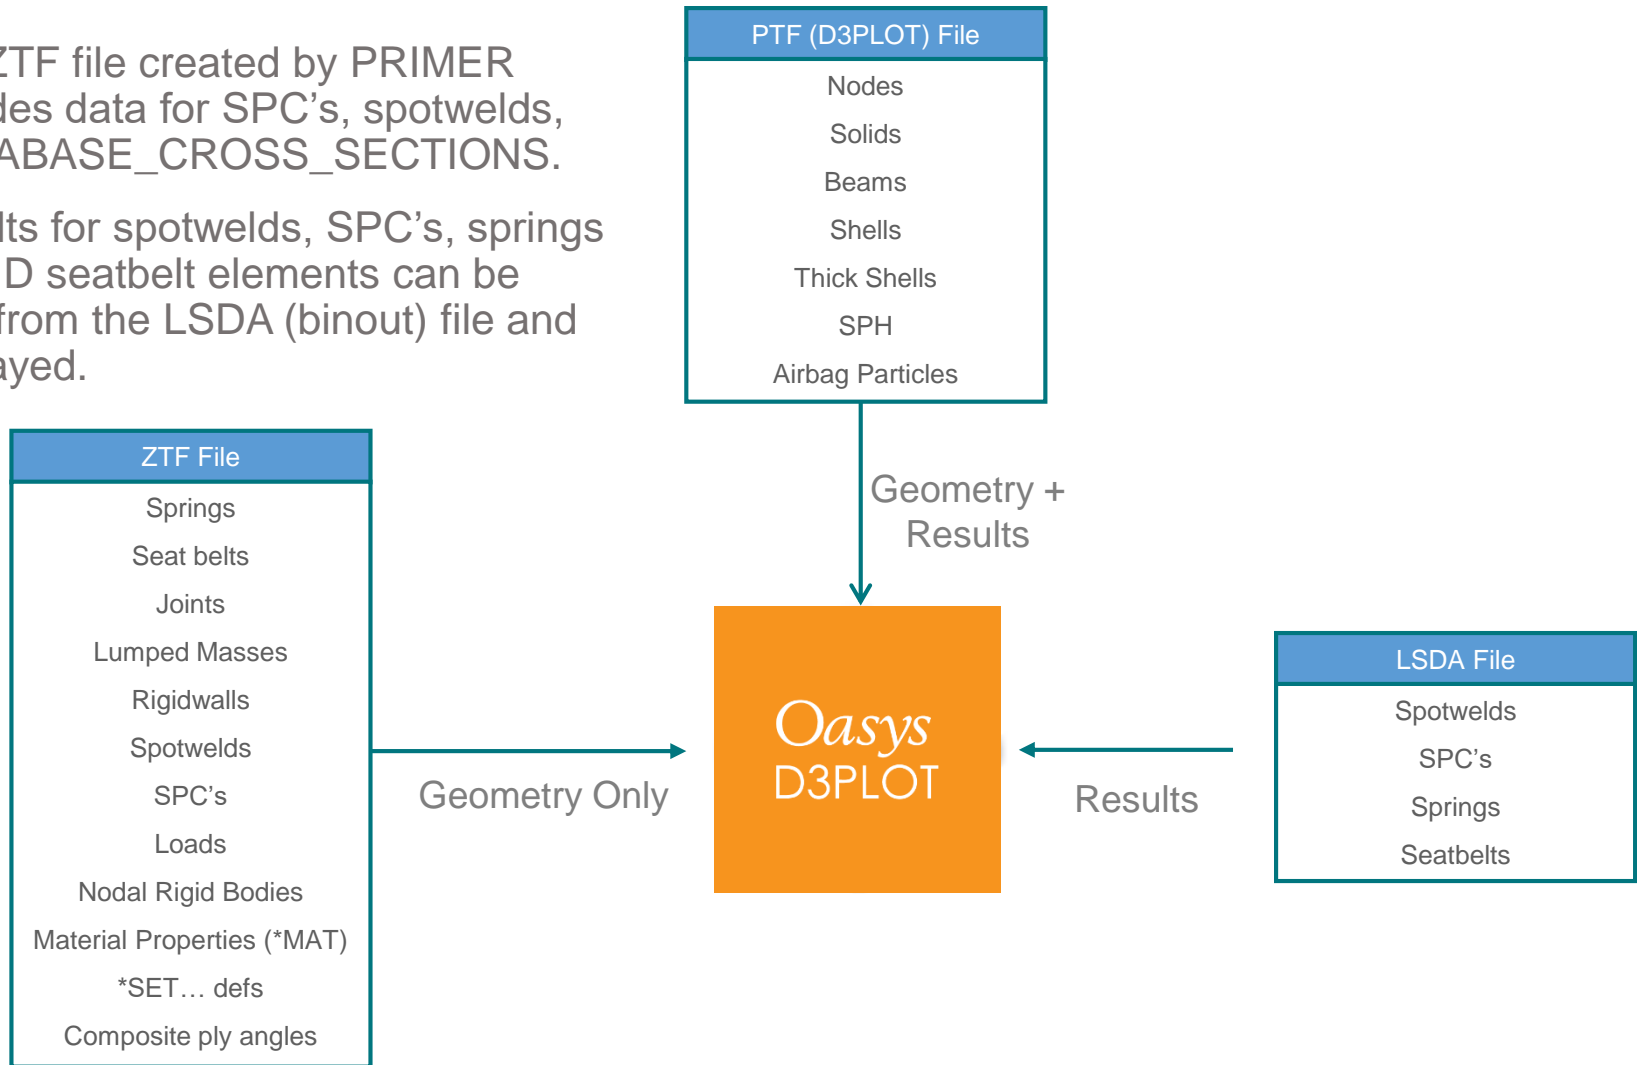 ZTF file created by PRIMER
des data for SPC’s, spotwelds,
ABASE_CROSS_SECTIONS.
lts for spotwelds, SPC’s, springs
D seatbelt elements can be
from the LSDA (binout) file and
ayed.
PTF (D3PLOT) File
Nodes
Solids
Beams
Shells
Thick Shells
SPH
Airbag Particles
Geometry +
Results
ZTF File
Springs
Seat belts
Joints
Lumped Masses
Rigidwalls
Spotwelds
SPC’s
Loads
Nodal Rigid Bodies
Material Properties (*MAT)
*SET… defs
Composite ply angles
Geometry Only
Oasys
D3PLOT
Results
LSDA File
Spotwelds
SPC’s
Springs
Seatbelts